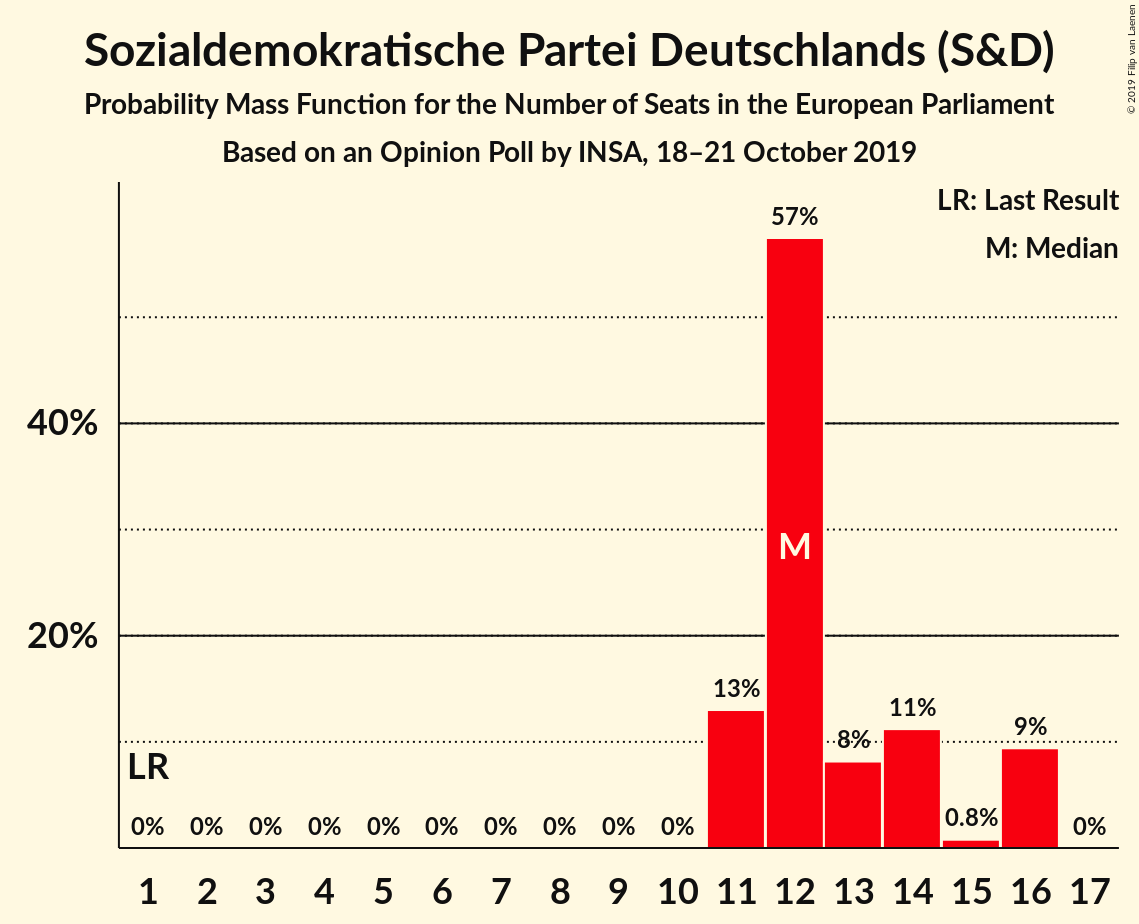 Sozialdemokratische Partei Deutschlands (S&D)
Probability Mass Function for the Number of Seats in the European Parliament
Based on an Opinion Poll by INSA, 18–21 October 2019
© 2019 Filip van Laenen
LR: Last Result
M: Median
57%
40%
M
20%
13%
11%
8%
9%
LR
0% 0% 0% 0% 0% 0% 0% 0% 0% 0% 0.8% 0%
1 2 3 4 5 6 7 8 9 10 11 12 13 14 15 16 17